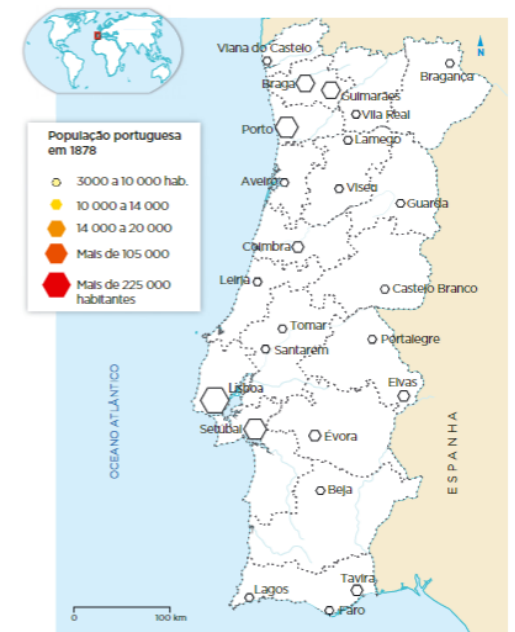 Viana do Castelo
N
Bragança
Braga
Guimarães
Vila Real
Porto
Lamego
População portuguesa
em 1878
3000 a 10 000 hab.
10 000 a 14 000
14 000 a 20 000
Mais de 105 000
Mais de 225 000
habitantes
Aveiro
Viseu
Guarda
Coimbra
Leiria
Castelo Branco
Tomar
Santarém
Portalegre
Elvas
Lisboa
Setúbal
Évora
OCEANO ATLÂNTICO
ESPANHA
Beja
Lagos
Tavira
Faro
0
100 km